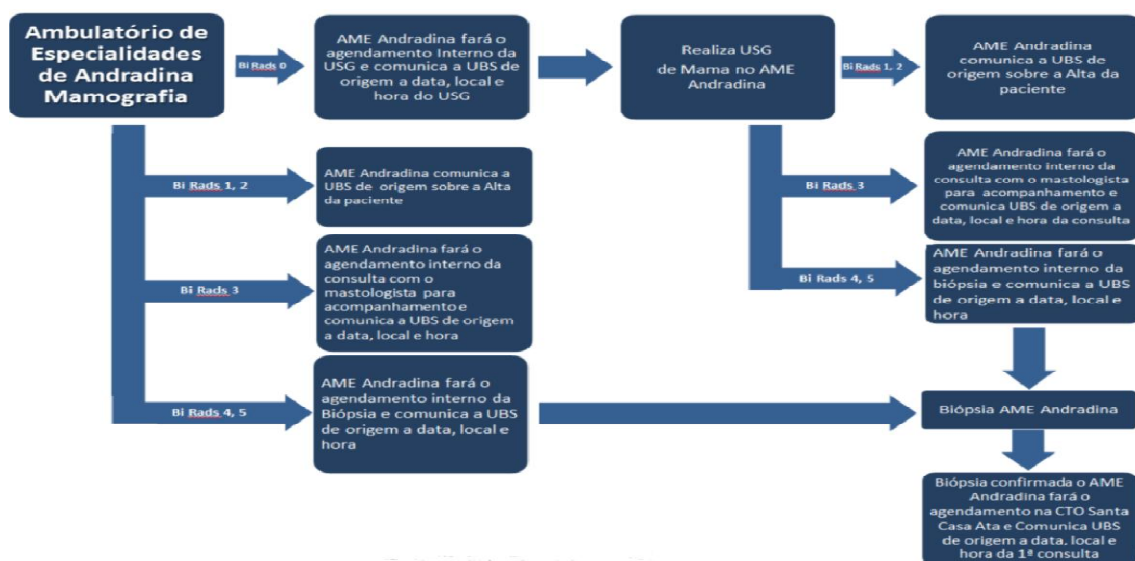 Ambulatório de
Especialidades
de Andradina
Mamografia
Bi Rads 0
AME Andradina fará o
agendamento Interno da
USG e comunica a UBS de
origem a data, local e
hora do USG
Realiza USG
de Mama no AME
Andradina
Bi Rads 1, 2
AME Andradina
comunica a UBS de
origem sobre a Alta da
paciente
Bi Rads 1, 2
AME Andradina comunica a
UBS de origem sobre a Alta
da paciente
Bi Rads 3
AME Andradina fará o
agendamento interno da
consulta com o mastologista
para acompanhamento e
comunica UBS de origem a
data, local e hora da consulta
Bi Rads 3
AME Andradina fará o
agendamento interno da
consulta com o
mastologista para
acompanhamento e
comunica a UBS de origem
a data, local e hora
Bi Rads 4, 5
AME Andradina fará o
agendamento interno da
biópsia e comunica a UBS
de origem a data, local e
hora
Bi Rads 4, 5
AME Andradina fará o
agendamento interno da
Biópsia e comunica a UBS
de origem a data, local e
hora
Biópsia AME Andradina
Biópsia confirmada o AME
Andradina fará o
agendamento na CTO Santa
Casa Ata e Comunica UBS
de origem a data, local e
hora da 1ª consulta